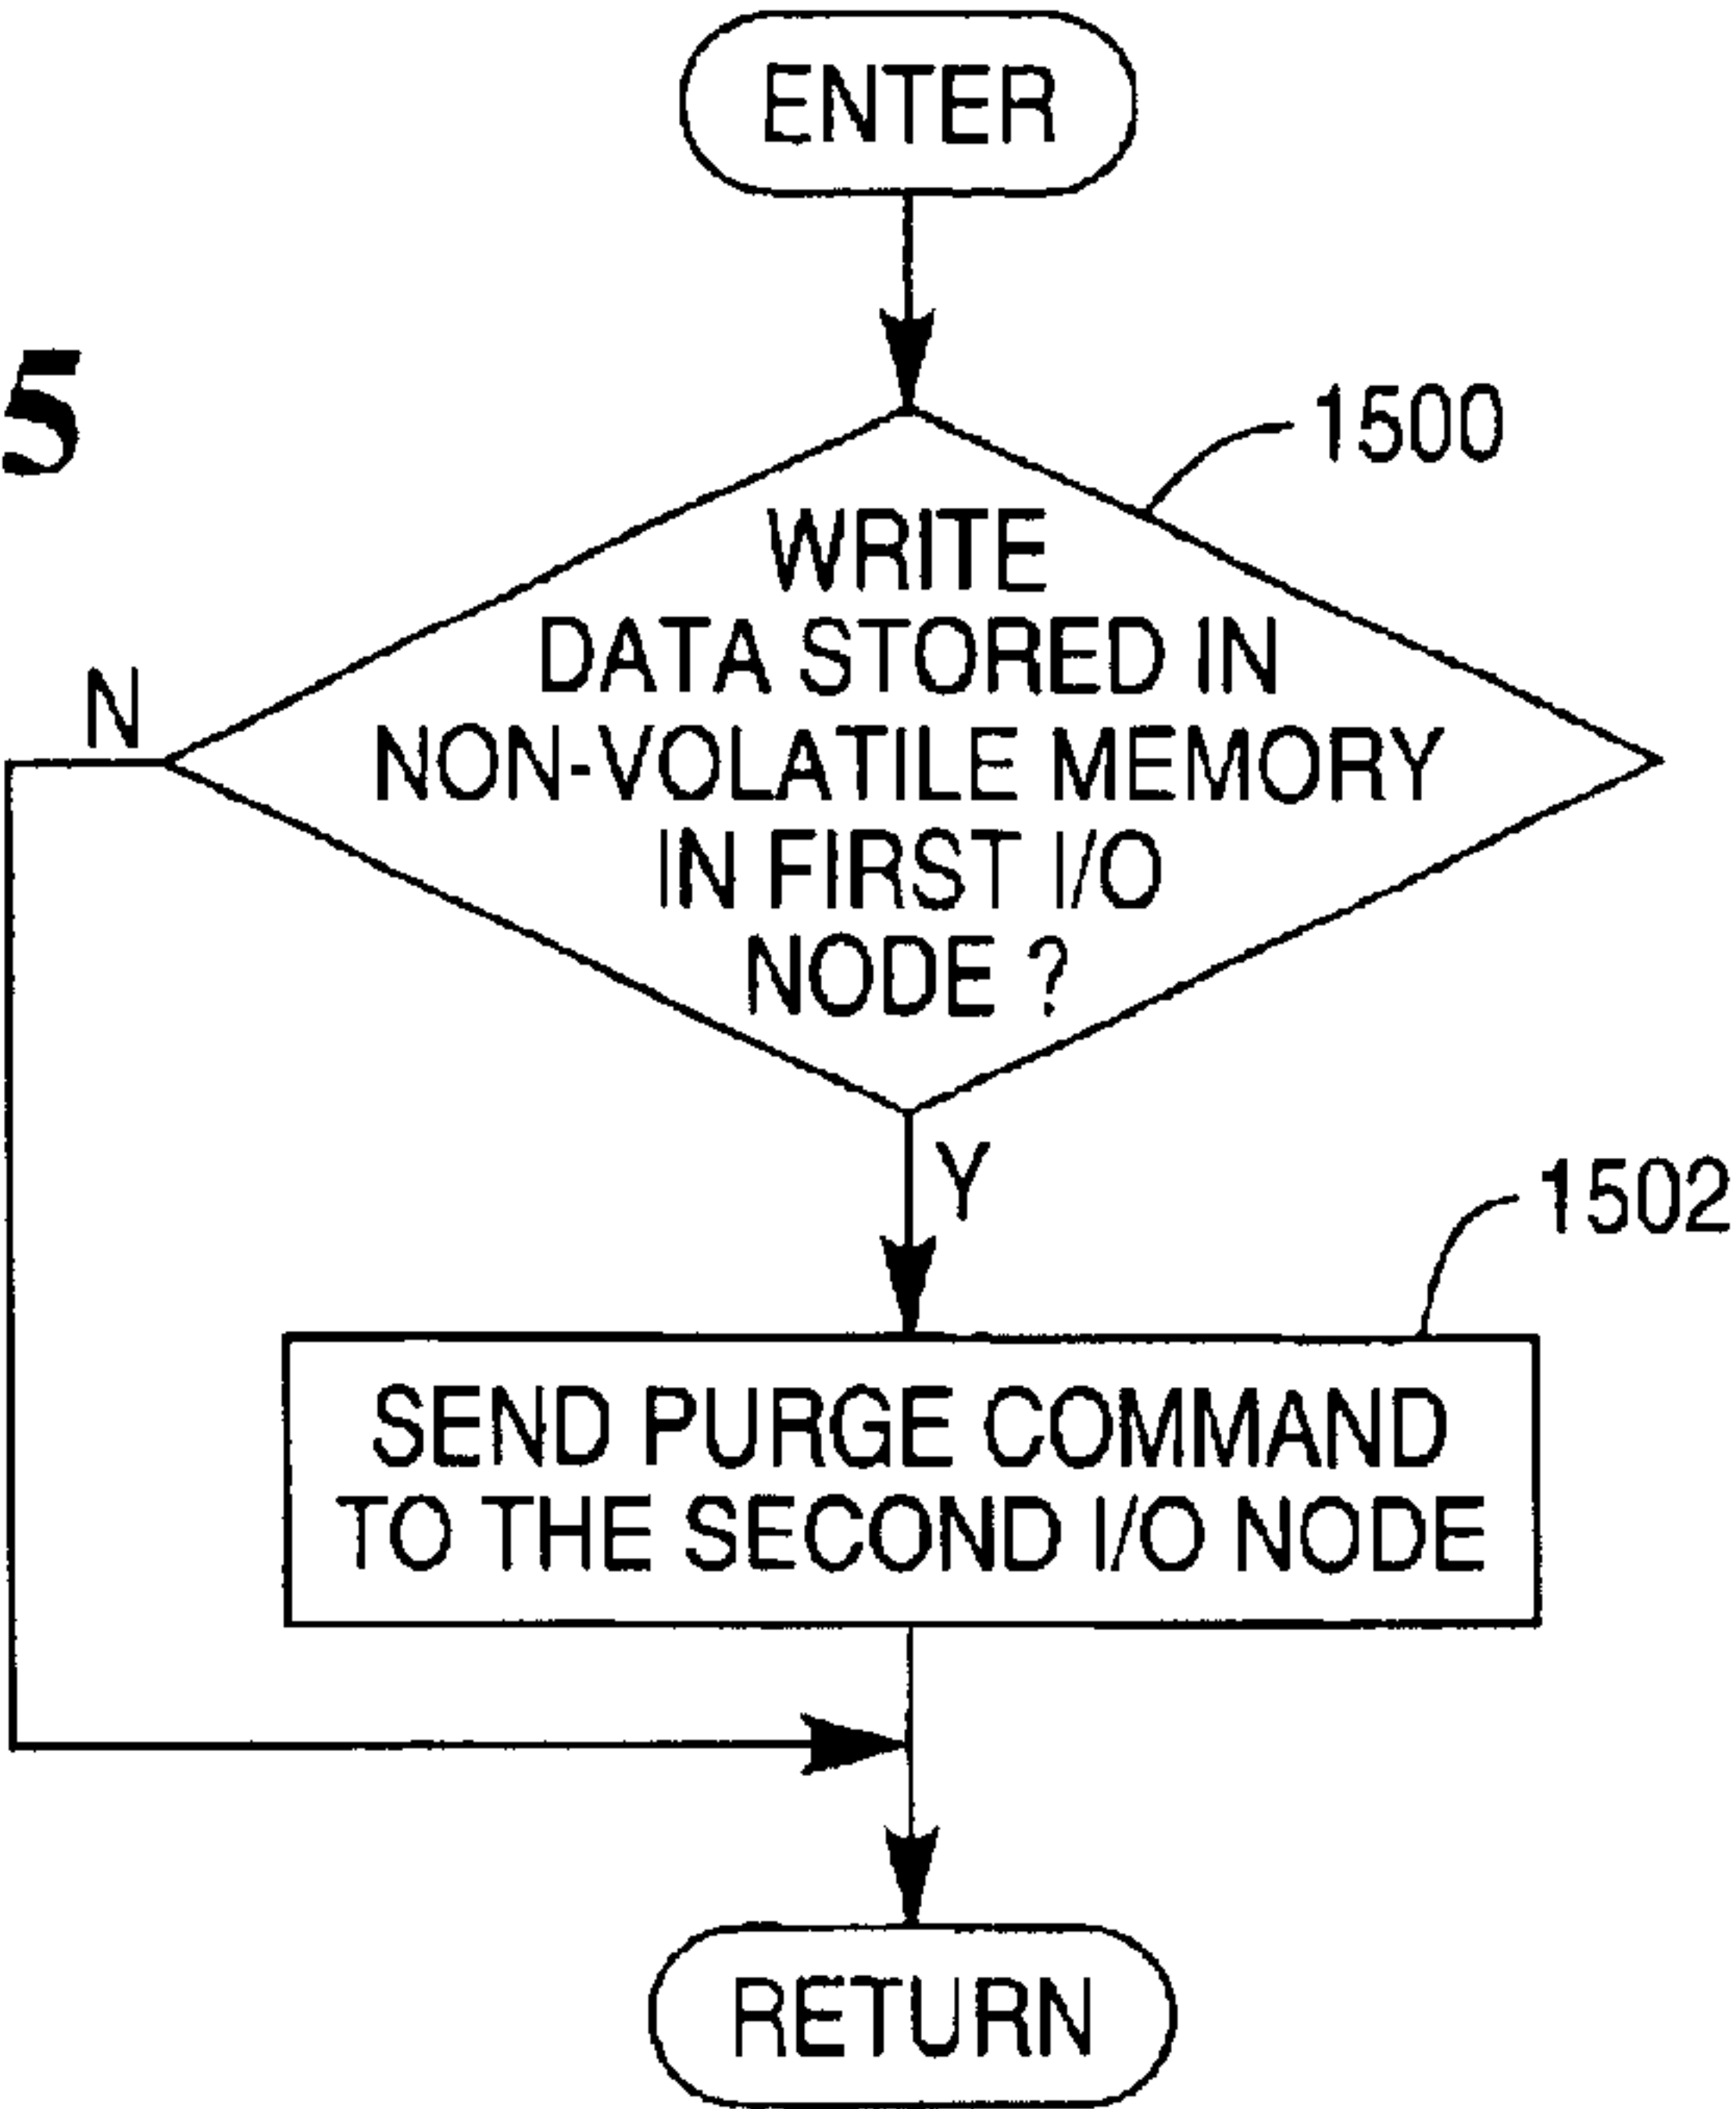 ENTER
5
1500
WRITE
DATA STORED IN
NON-VOLATILE MEMORY
IN FIRST I/O
NODE ?
N
Y
1502
SEND PURGE COMMAND
TO THE SECOND I/O NODE
RETURN